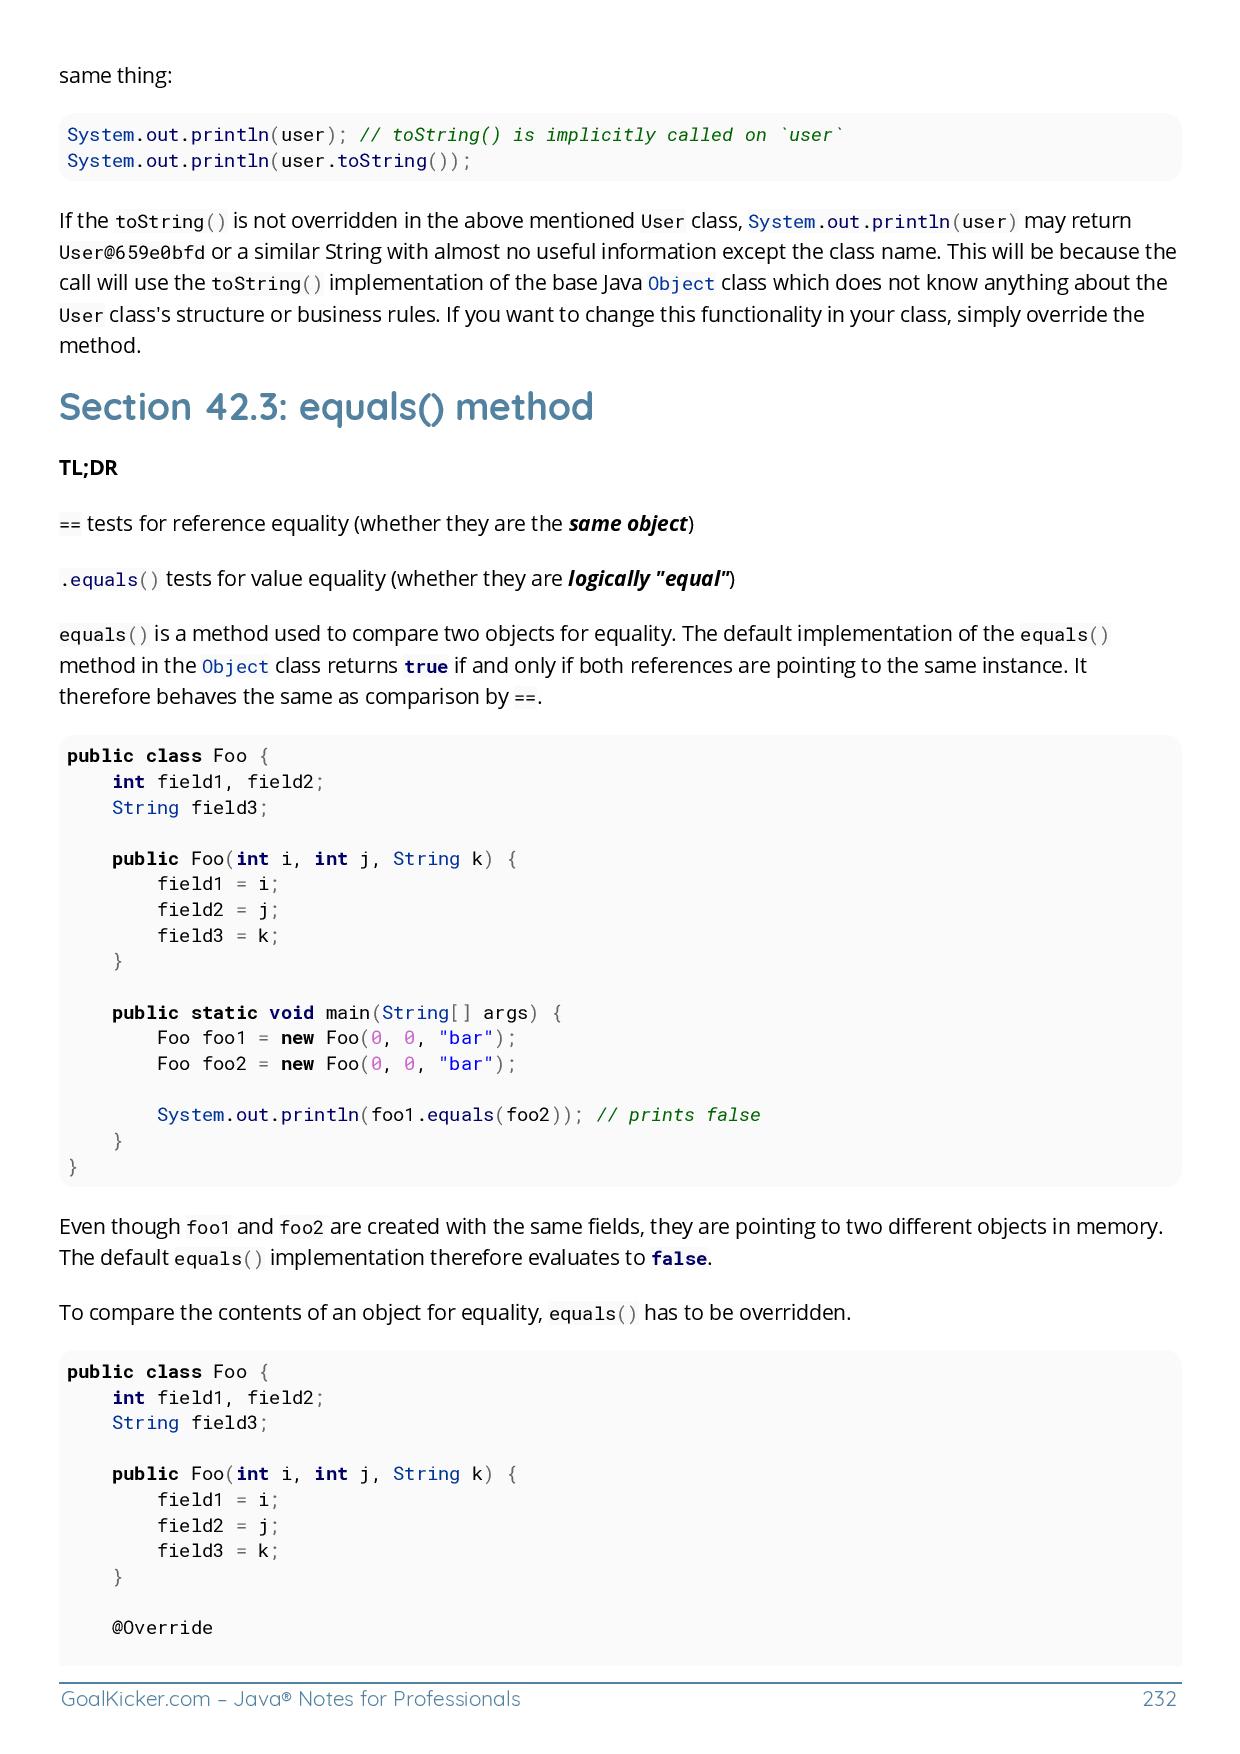 same thing:
System.out.println(user); // toString() is implicitly called on `user`
System.out.println(user.toString());
If the toString() is not overridden in the above mentioned User class, System.out.println(user) may return
User@659e0bfd or a similar String with almost no useful information except the class name. This will be because the
call will use the toString() implementation of the base Java Object class which does not know anything about the
User class's structure or business rules. If you want to change this functionality in your class, simply override the
method.
Section 42.3: equals() method
TL;DR
== tests for reference equality (whether they are the same object)
.equals() tests for value equality (whether they are logically "equal")
equals() is a method used to compare two objects for equality. The default implementation of the equals()
method in the Object class returns true if and only if both references are pointing to the same instance. It
therefore behaves the same as comparison by ==.
public class Foo {
    int field1, field2;
    String field3;

    public Foo(int i, int j, String k) {
        field1 = i;
        field2 = j;
        field3 = k;
    }

    public static void main(String[] args) {
        Foo foo1 = new Foo(0, 0, "bar");
        Foo foo2 = new Foo(0, 0, "bar");

        System.out.println(foo1.equals(foo2)); // prints false
    }
}
Even though foo1 and foo2 are created with the same fields, they are pointing to two different objects in memory.
The default equals() implementation therefore evaluates to false.
To compare the contents of an object for equality, equals() has to be overridden.
public class Foo {
    int field1, field2;
    String field3;

    public Foo(int i, int j, String k) {
        field1 = i;
        field2 = j;
        field3 = k;
    }

    @Override
GoalKicker.com – Java® Notes for Professionals 232